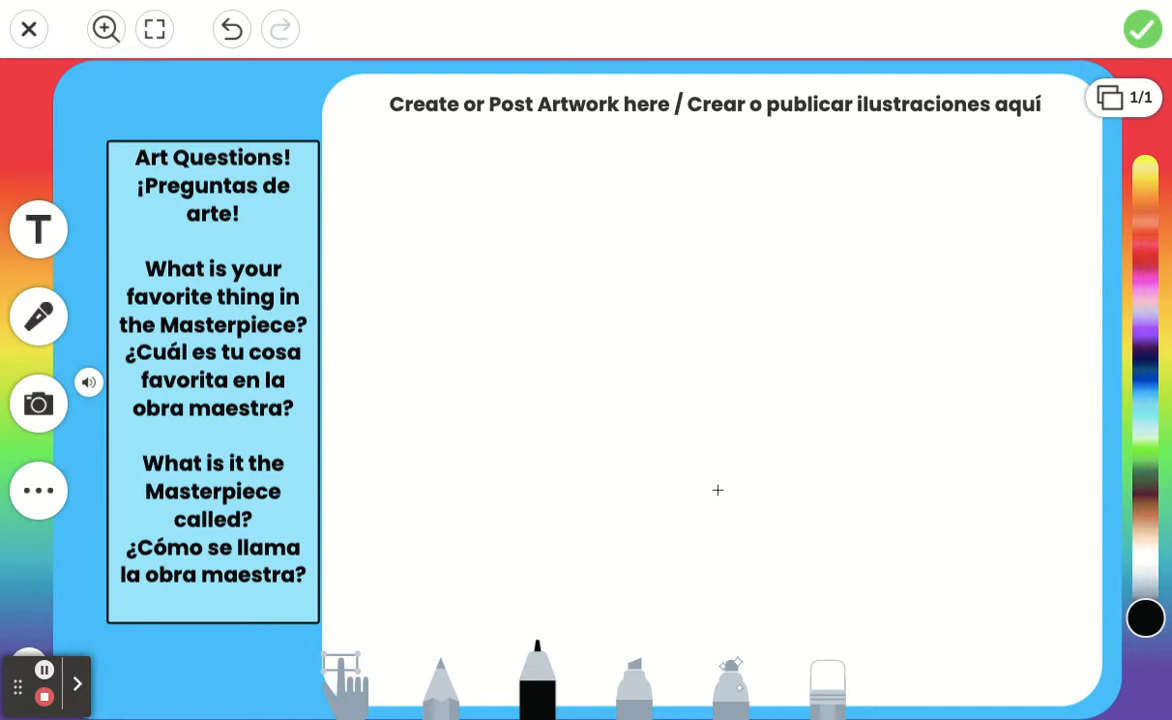 Create or Post Artwork here / Crear o publicar ilustraciones aquí
1/1
Art Questions!
¡Preguntas de
arte!
What is your
favorite thing in
the Masterpiece?
¿Cuál es tu cosa
favorita en la
obra maestra?
What is it the
Masterpiece
called?
¿Cómo se llama
la obra maestra?
T